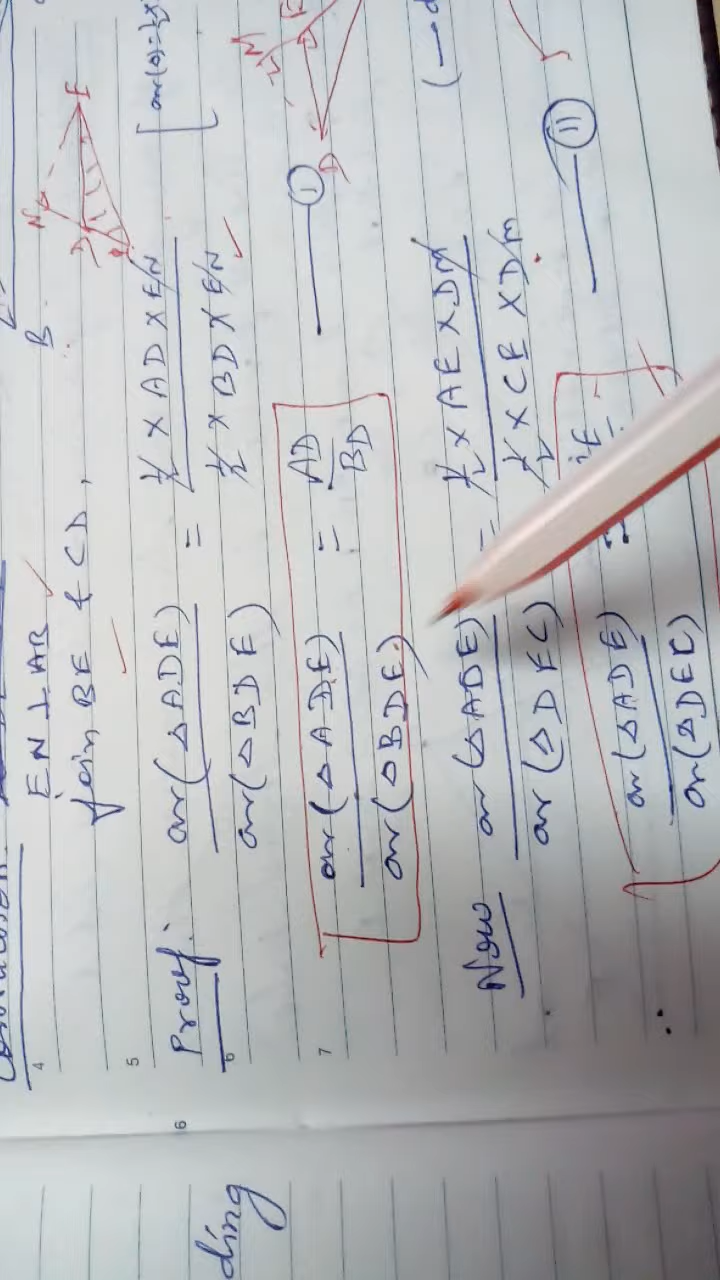 EN ⊥ AB
join BE & CD,
Proof: ar(△ADE) / ar(△BDE) = ½ × AD × EN / ½ × BD × EN
ar(△ADE) / ar(△BDE) = AD / BD — (i)
Now ar(△ADE) / ar(△DEC) = ½ × AE × DM / ½ × CE × DM
ar(△ADE) / ar(△DEC) = — (ii)
ding